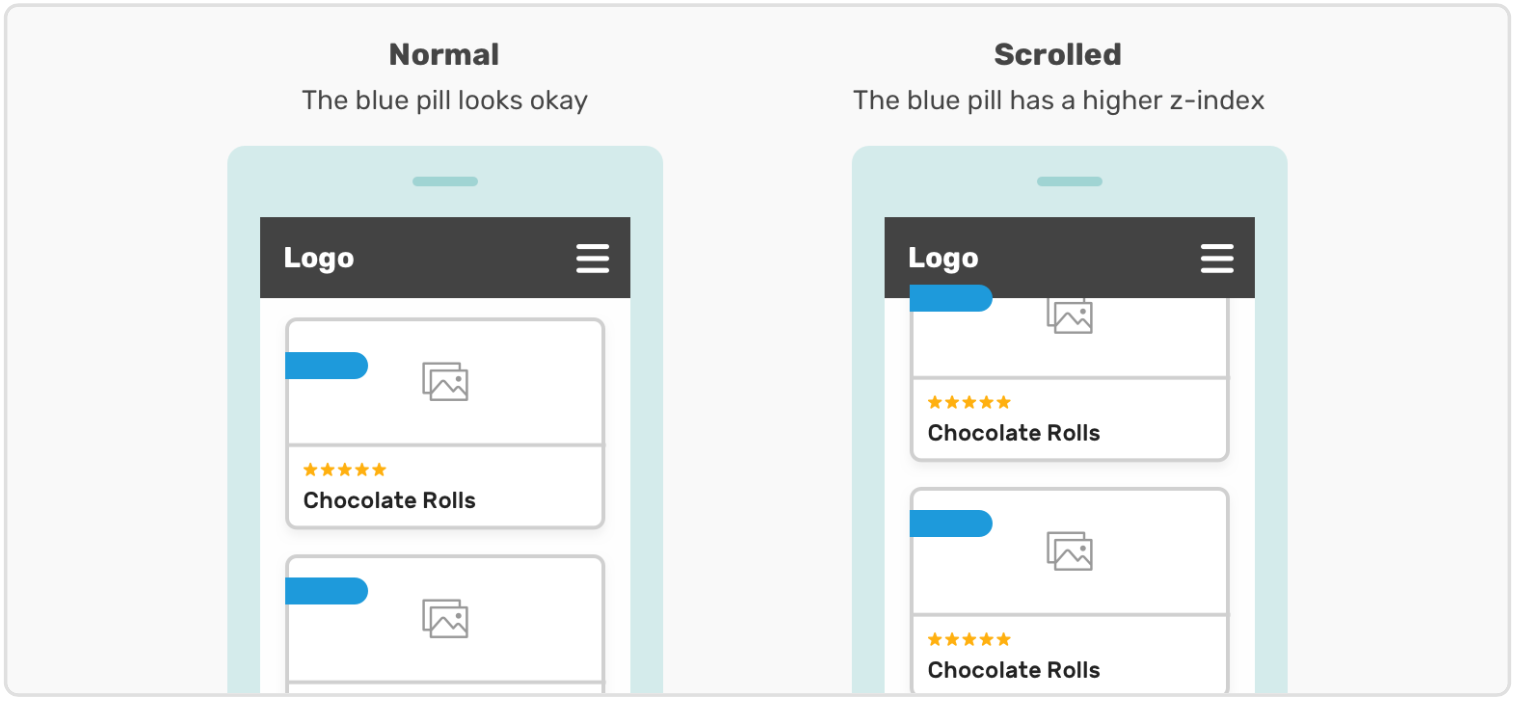 Normal
The blue pill looks okay
Logo
Chocolate Rolls
Scrolled
The blue pill has a higher z-index
Logo
Chocolate Rolls
Chocolate Rolls